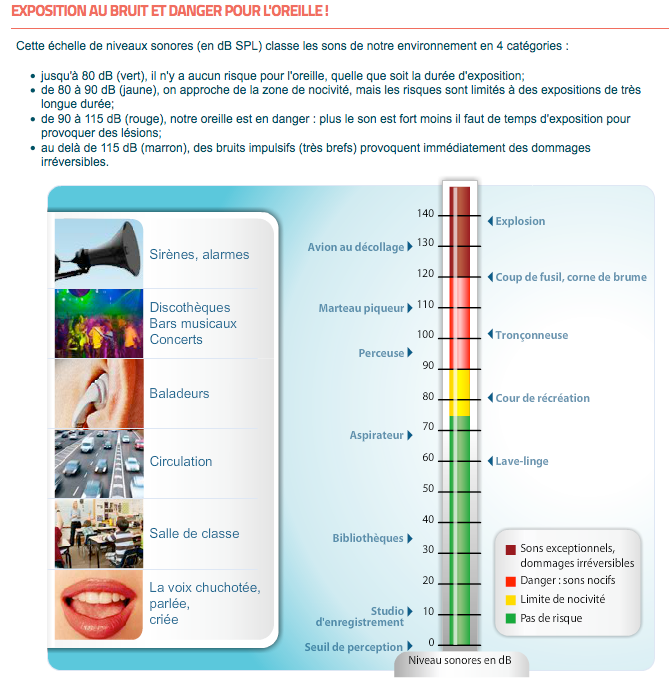 EXPOSITION AU BRUIT ET DANGER POUR L'OREILLE !
Cette échelle de niveaux sonores (en dB SPL) classe les sons de notre environnement en 4 catégories :
• jusqu'à 80 dB (vert), il n'y a aucun risque pour l'oreille, quelle que soit la durée d'exposition;
• de 80 à 90 dB (jaune), on approche de la zone de nocivité, mais les risques sont limités à des expositions de très
longue durée;
• de 90 à 115 dB (rouge), notre oreille est en danger : plus le son est fort moins il faut de temps d'exposition pour
provoquer des lésions;
• au delà de 115 dB (marron), des bruits impulsifs (très brefs) provoquent immédiatement des dommages
irréversibles.
Sirènes, alarmes
Discothèques
Bars musicaux
Concerts
Baladeurs
Circulation
Salle de classe
La voix chuchotée,
parlée,
criée
140
Explosion
Avion au décollage
130
120
Coup de fusil, corne de brume
Marteau piqueur
110
100
Tronçonneuse
Perceuse
90
80
Cour de récréation
70
Aspirateur
60
Lave-linge
50
40
Bibliothèques
30
20
Studio
d'enregistrement
10
Seuil de perception
0
Niveau sonores en dB
Sons exceptionnels,
dommages irréversibles
Danger : sons nocifs
Limite de nocivité
Pas de risque